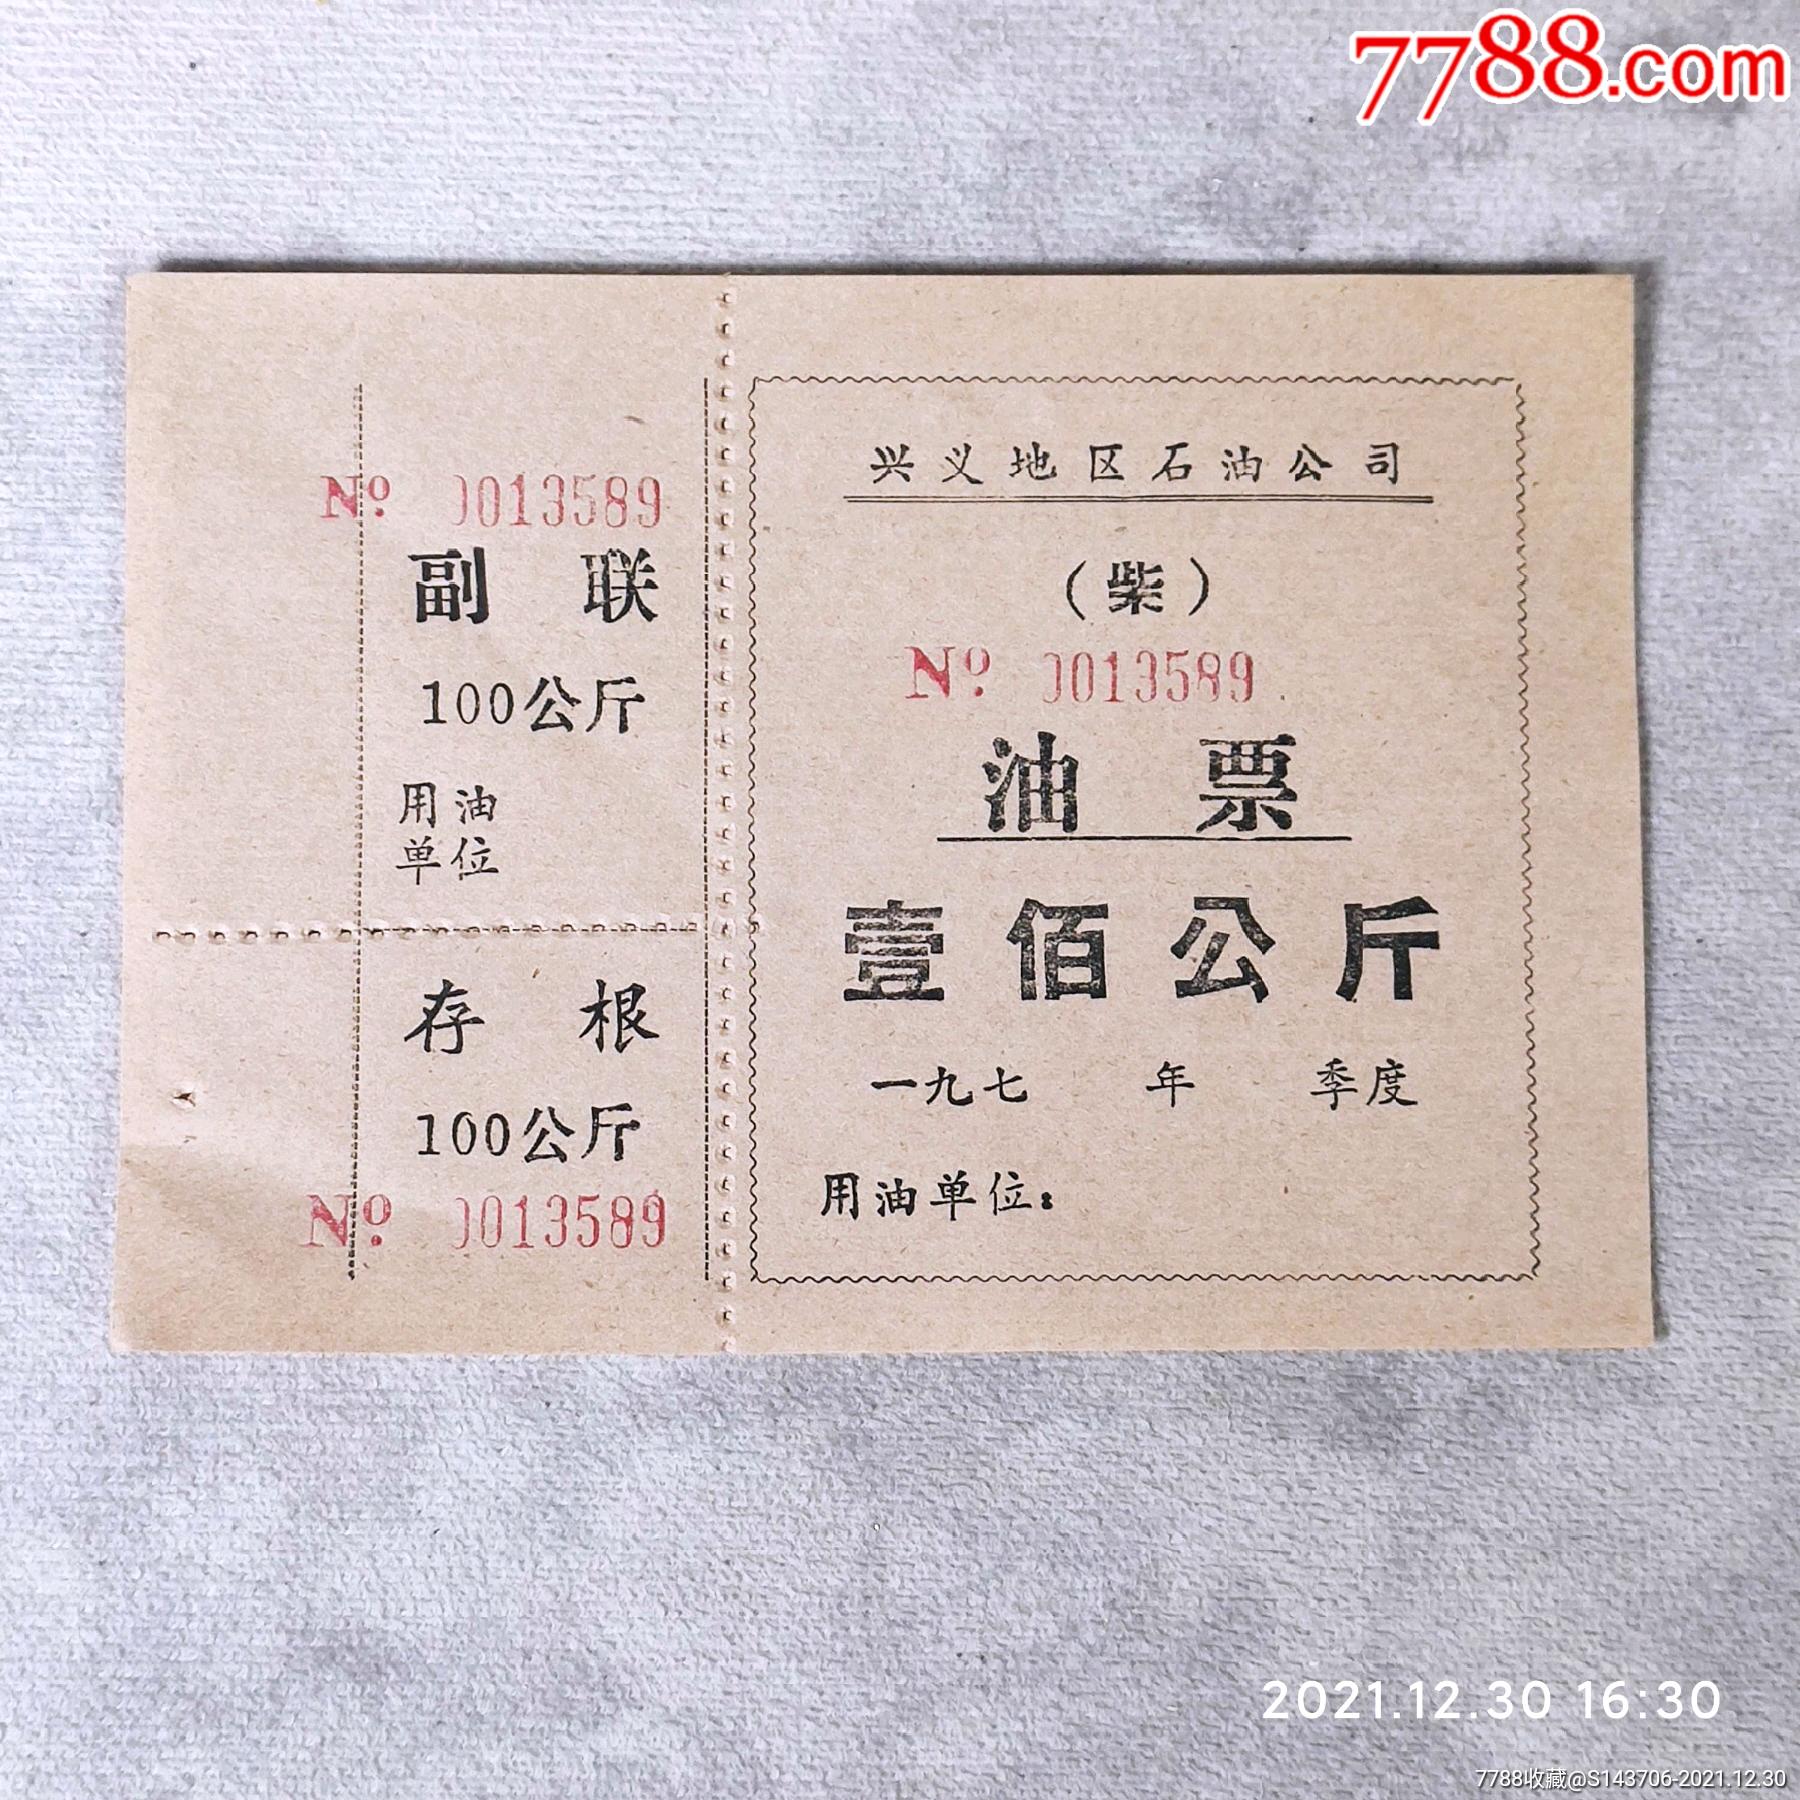 7788.com
№ 0013589
副 联
100公斤
用油
单位
存 根
100公斤
№ 0013589
兴义地区石油公司
（柴）
№ 0013589
油 票
壹佰公斤
一九七 年 季度
用油单位：
2021.12.30 16:30
7788收藏@S143706-2021.12.30